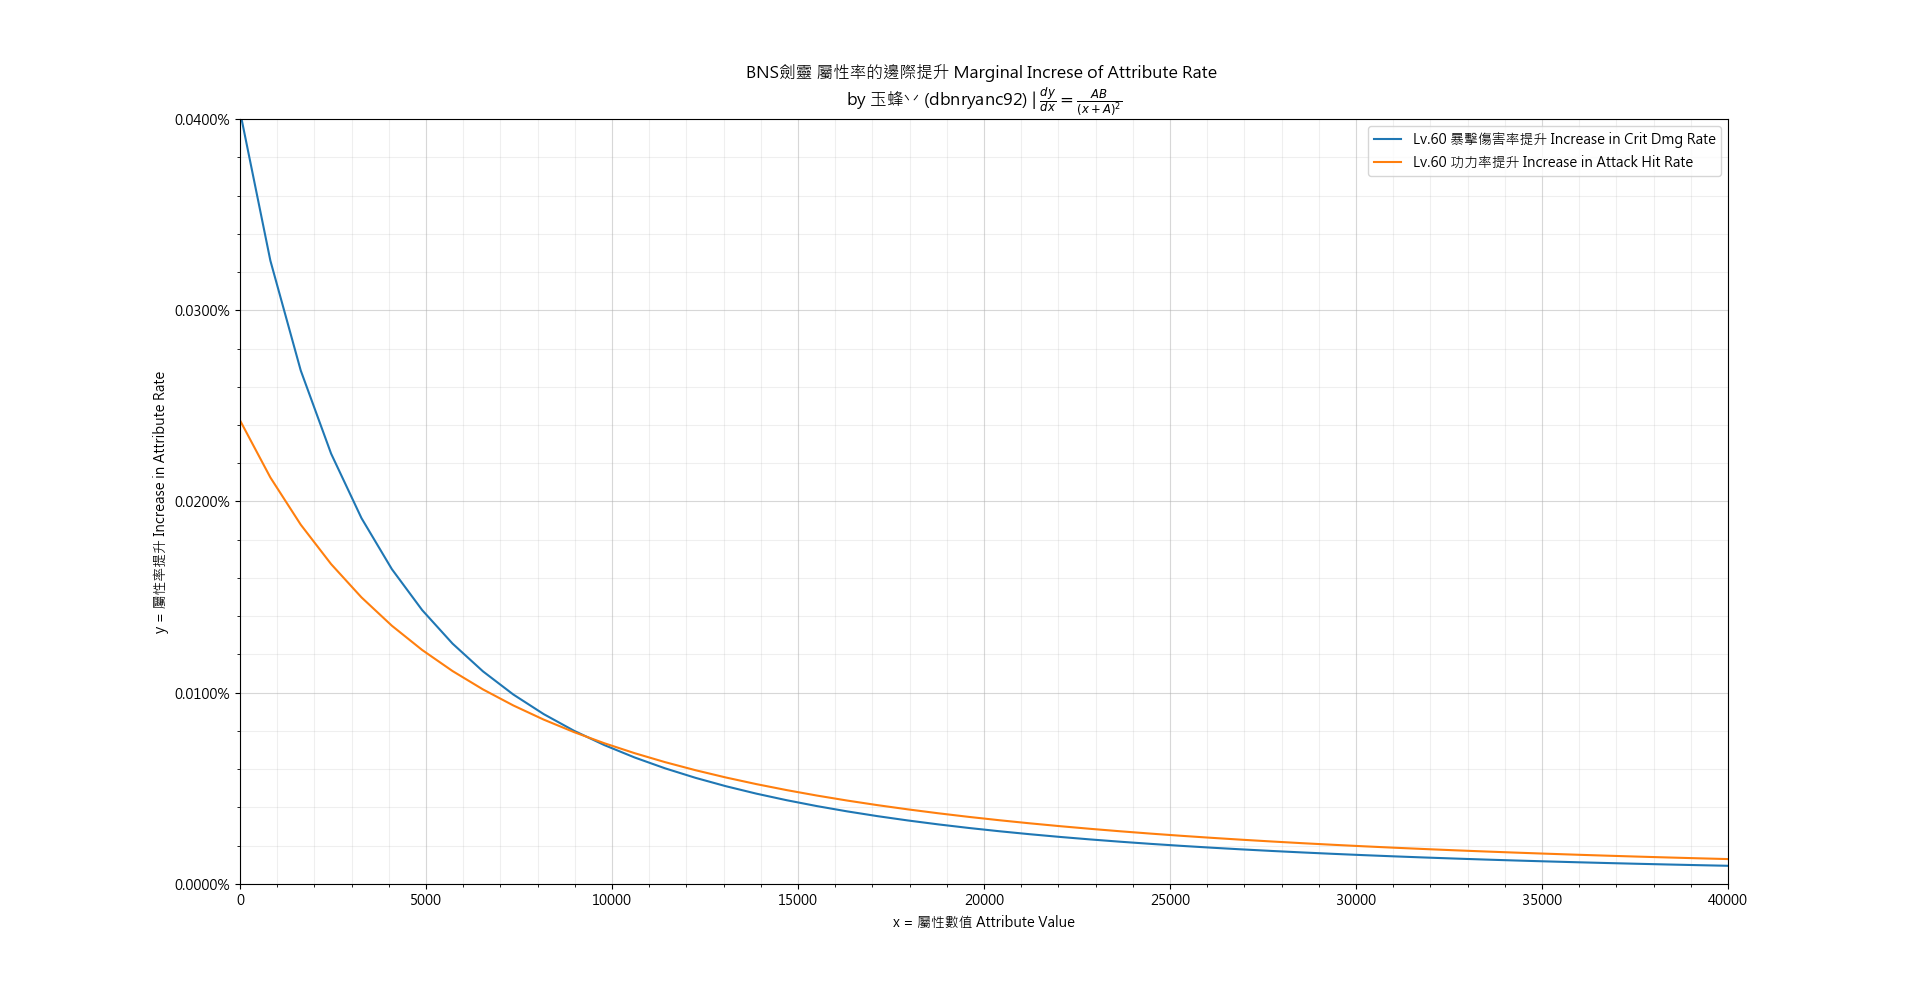 BNS劍靈 屬性率的邊際提升 Marginal Increse of Attribute Rate
by 玉蜂丷 (dbnryanc92) | dy/dx = AB/(x + A)²
Lv.60 暴擊傷害率提升 Increase in Crit Dmg Rate
Lv.60 功力率提升 Increase in Attack Hit Rate
y = 屬性率提升 Increase in Attribute Rate
0.0400%
0.0300%
0.0200%
0.0100%
0.0000%
0 5000 10000 15000 20000 25000 30000 35000 40000
x = 屬性數值 Attribute Value